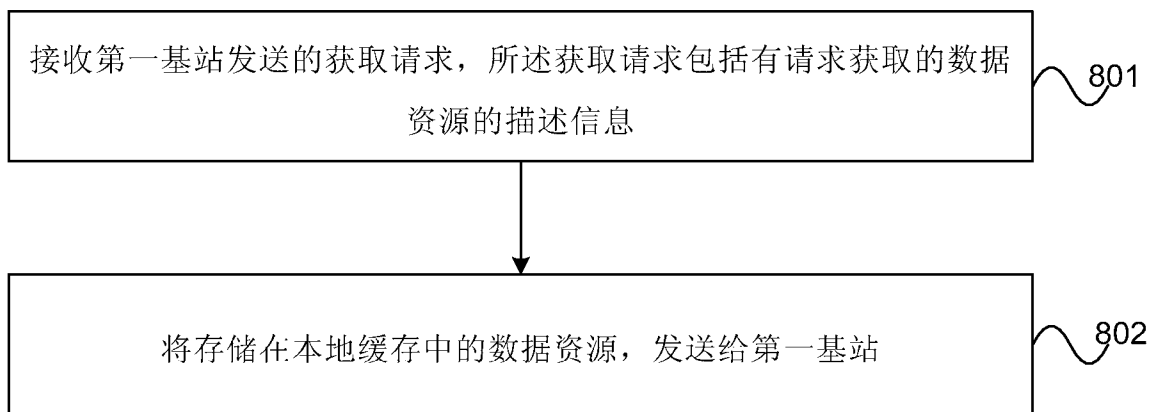 接收第一基站发送的获取请求，所述获取请求包括有请求获取的数据
资源的描述信息
801
将存储在本地缓存中的数据资源，发送给第一基站
802